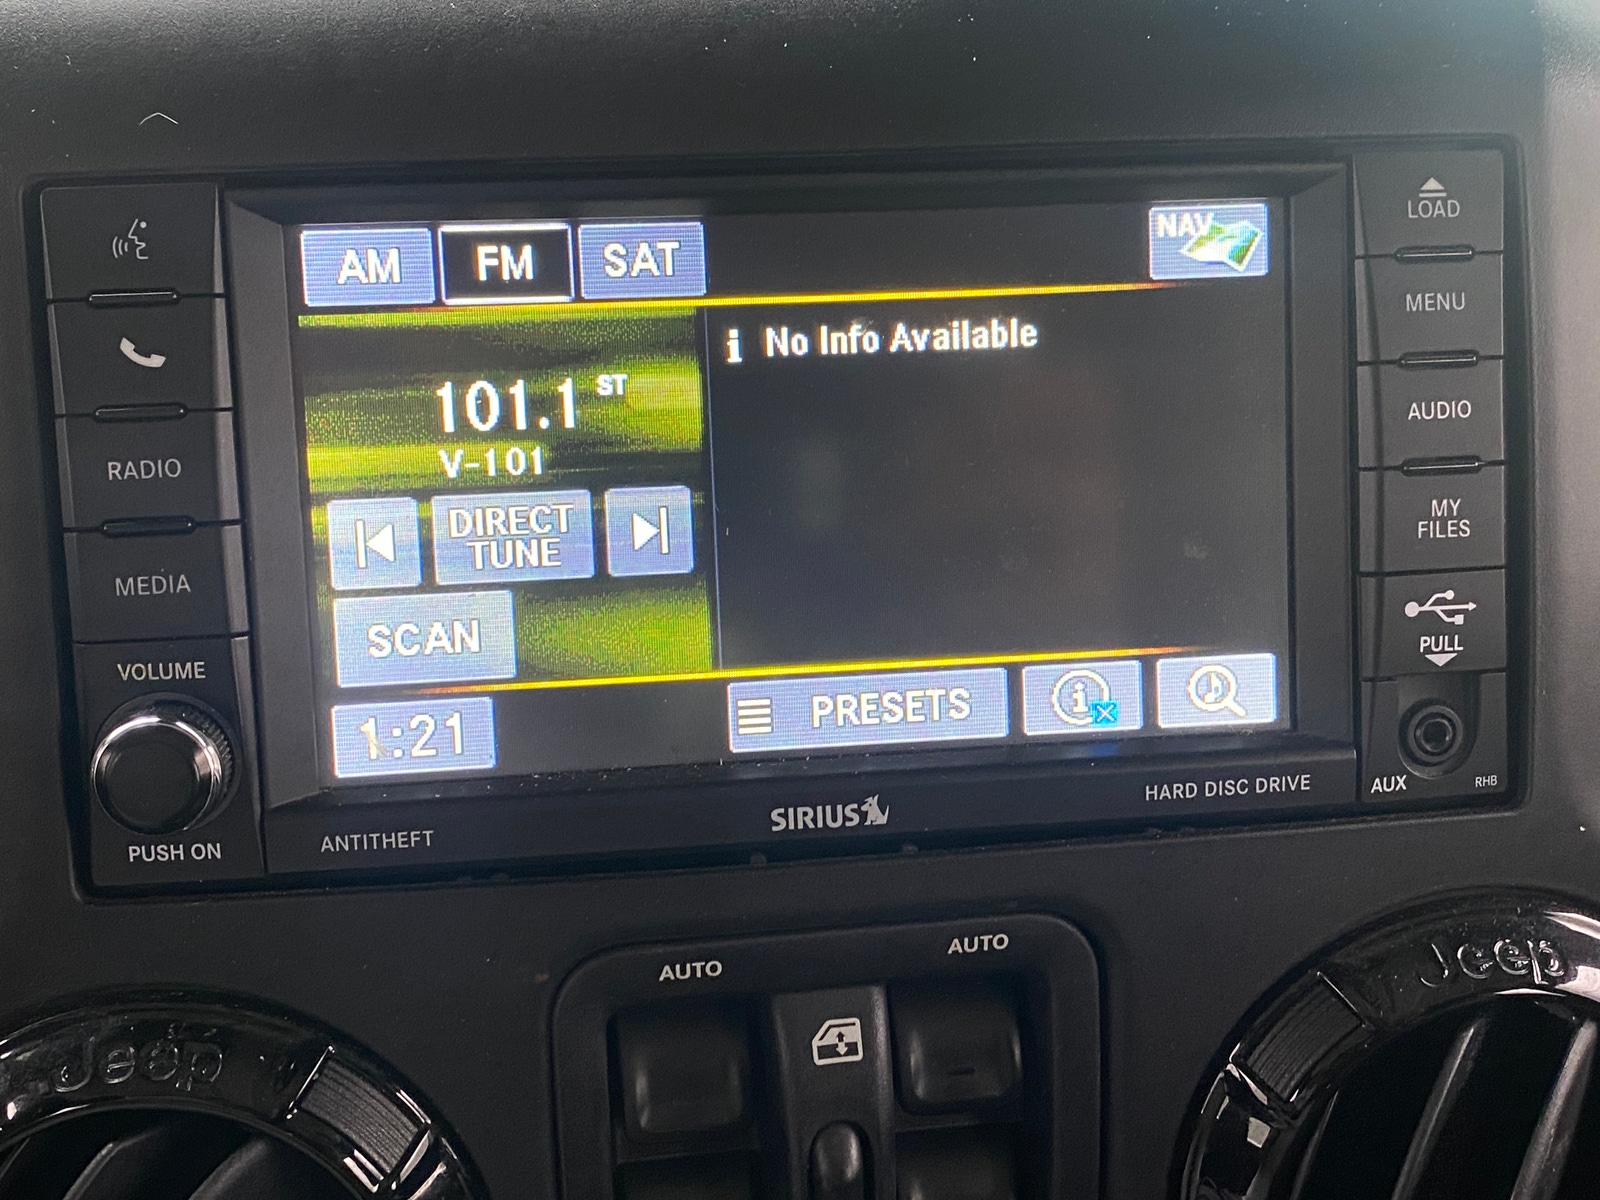 AM
FM
SAT
NAV
i No Info Available
101.1 ST
V-101
DIRECT
TUNE
SCAN
1:21
PRESETS
i
RADIO
MEDIA
VOLUME
PUSH ON
LOAD
MENU
AUDIO
MY
FILES
PULL
AUX
RHB
ANTITHEFT
SIRIUS
HARD DISC DRIVE
AUTO
AUTO
Jeep
Jeep